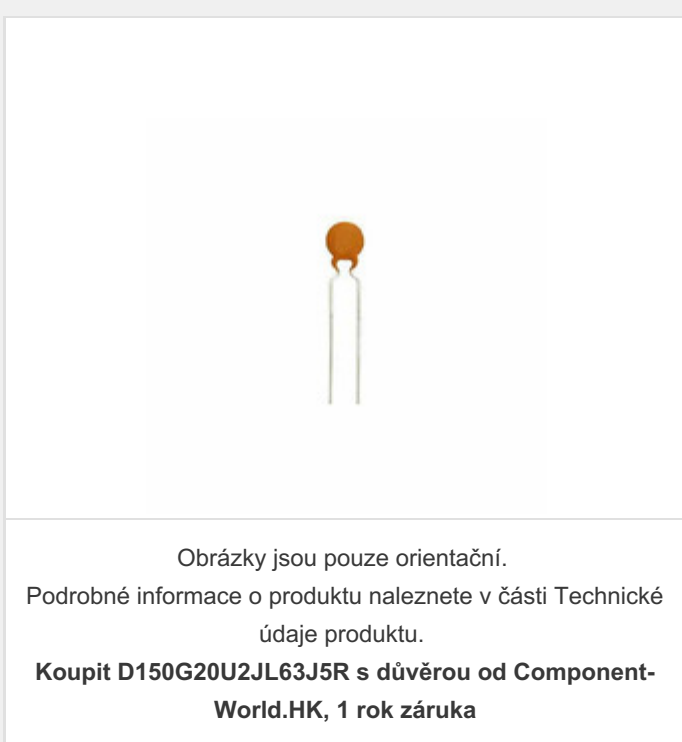 Obrázky jsou pouze orientační.
Podrobné informace o produktu naleznete v části Technické
údaje produktu.
Koupit D150G20U2JL63J5R s důvěrou od Component-
World.HK, 1 rok záruka